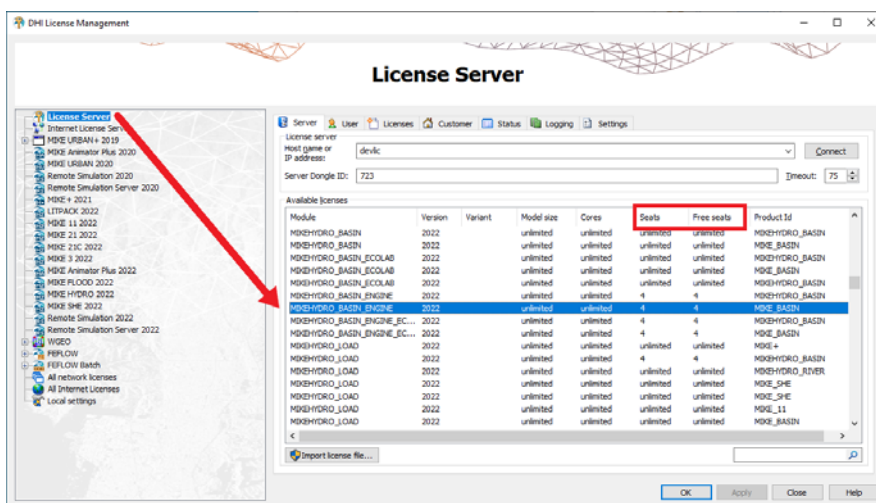 DHI License Management
License Server
License Server
Internet License Serv
MIKE URBAN+ 2019
MIKE Animator Plus 2020
MIKE URBAN 2020
Remote Simulation 2020
Remote Simulation Server 2020
MIKE+ 2021
LITPACK 2022
MIKE 11 2022
MIKE 21 2022
MIKE 21C 2022
MIKE 3 2022
MIKE Animator Plus 2022
MIKE FLOOD 2022
MIKE HYDRO 2022
MIKE SHE 2022
Remote Simulation 2022
Remote Simulation Server 2022
WGEO
FEFLOW
FEFLOW Batch
All network licenses
All Internet Licenses
Local settings
Server User Licenses Customer Status Logging Settings
License server
Host name or
IP address: devlic Connect
Server Dongle ID: 723 Timeout: 75
Available licenses
Module Version Variant Model size Cores Seats Free seats Product Id
MIKEHYDRO_BASIN 2022 unlimited unlimited unlimited unlimited MIKEHYDRO_BASIN
MIKEHYDRO_BASIN 2022 unlimited unlimited unlimited unlimited MIKE_BASIN
MIKEHYDRO_BASIN_ECOLAB 2022 unlimited unlimited unlimited unlimited MIKEHYDRO_BASIN
MIKEHYDRO_BASIN_ECOLAB 2022 unlimited unlimited unlimited unlimited MIKE_BASIN
MIKEHYDRO_BASIN_ECOLAB 2022 unlimited unlimited unlimited unlimited MIKEHYDRO_BASIN
MIKEHYDRO_BASIN_ENGINE 2022 unlimited unlimited 4 4 MIKEHYDRO_BASIN
MIKEHYDRO_BASIN_ENGINE 2022 unlimited unlimited 4 4 MIKE_BASIN
MIKEHYDRO_BASIN_ENGINE_EC... 2022 unlimited unlimited 4 4 MIKEHYDRO_BASIN
MIKEHYDRO_BASIN_ENGINE_EC... 2022 unlimited unlimited 4 4 MIKE_BASIN
MIKEHYDRO_LOAD 2022 unlimited unlimited unlimited unlimited MIKE+
MIKEHYDRO_LOAD 2022 unlimited unlimited 4 4 MIKEHYDRO_BASIN
MIKEHYDRO_LOAD 2022 unlimited unlimited unlimited unlimited MIKEHYDRO_RIVER
MIKEHYDRO_LOAD 2022 unlimited unlimited unlimited unlimited MIKE_SHE
MIKEHYDRO_LOAD 2022 unlimited unlimited unlimited unlimited MIKE_SHE
MIKEHYDRO_LOAD 2022 unlimited unlimited unlimited unlimited MIKE_11
MIKEHYDRO_LOAD 2022 unlimited unlimited unlimited unlimited MIKE_BASIN
Import license file...
OK Apply Close Help